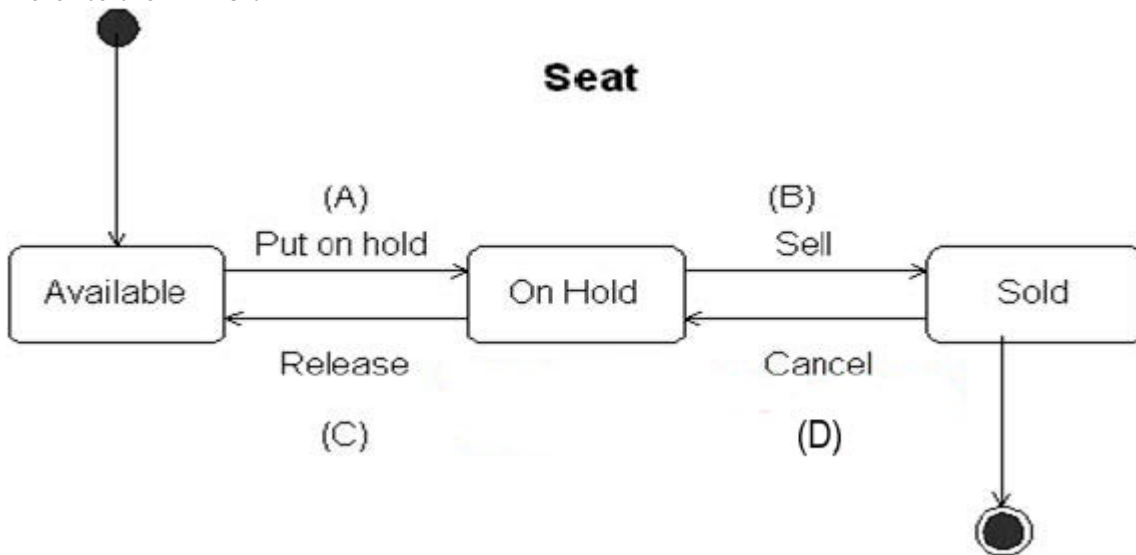 Seat
(A)
(B)
Put on hold
Sell
Available
On Hold
Sold
Release
Cancel
(C)
(D)